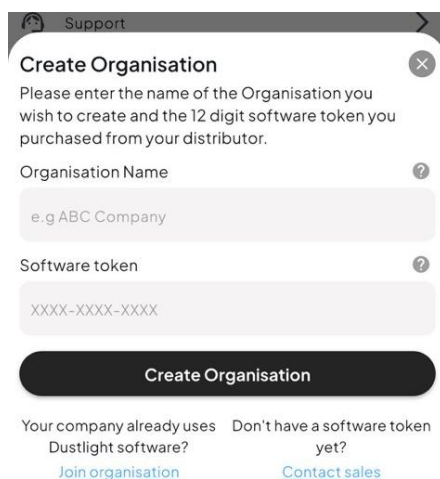 Support
Create Organisation
Please enter the name of the Organisation you
wish to create and the 12 digit software token you
purchased from your distributor.
Organisation Name
?
e.g ABC Company
Software token
?
XXXX-XXXX-XXXX
Create Organisation
Your company already uses
Dustlight software?
Join organisation
Don't have a software token
yet?
Contact sales